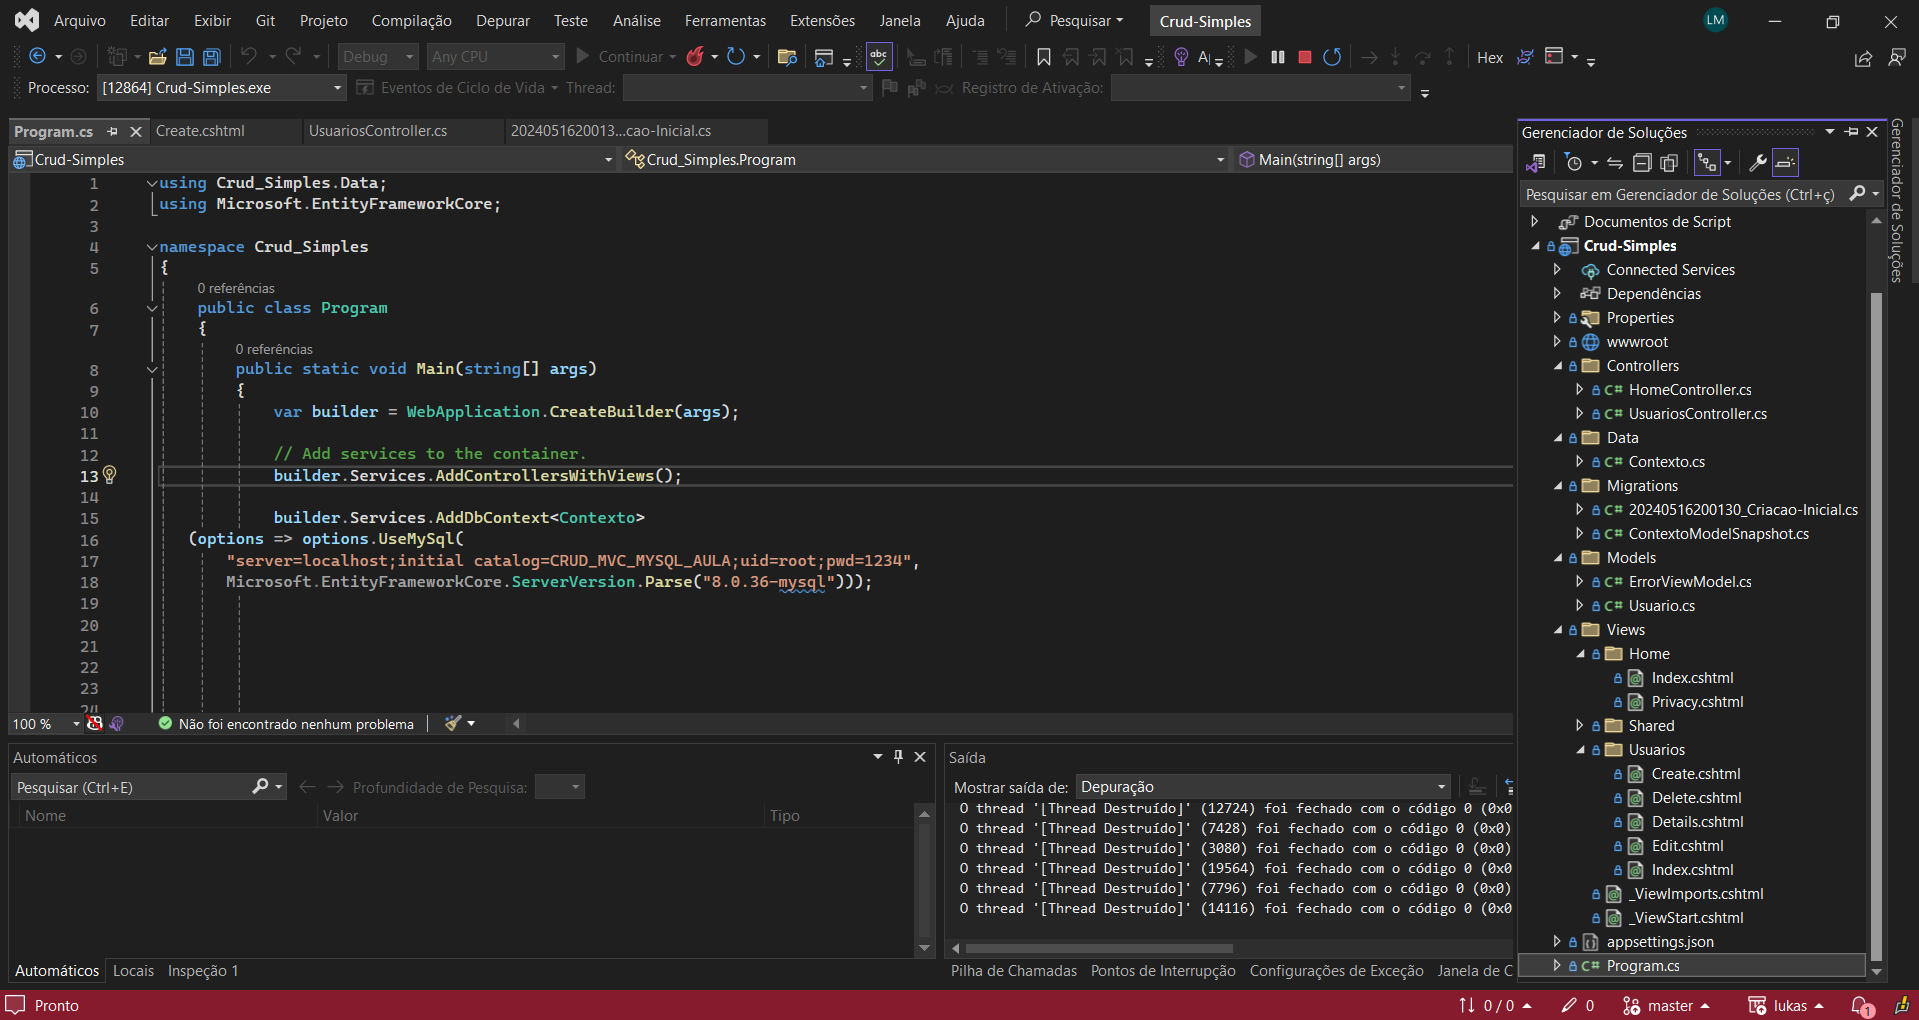 Arquivo Editar Exibir Git Projeto Compilação Depurar Teste Análise Ferramentas Extensões Janela Ajuda Pesquisar Crud-Simples LM
Debug Any CPU Continuar abc A Hex
Processo: [12864] Crud-Simples.exe Eventos de Ciclo de Vida Thread: Registro de Ativação:
Program.cs Create.cshtml UsuariosController.cs 2024051620013...cao-Inicial.cs
Crud-Simples Crud_Simples.Program Main(string[] args)
1 using Crud_Simples.Data;
2 using Microsoft.EntityFrameworkCore;
3
4 namespace Crud_Simples
5 {
0 referências
6 public class Program
7 {
0 referências
8 public static void Main(string[] args)
9 {
10 var builder = WebApplication.CreateBuilder(args);
11
12 // Add services to the container.
13 builder.Services.AddControllersWithViews();
14
15 builder.Services.AddDbContext<Contexto>
16 (options => options.UseMySql(
17 "server=localhost;initial catalog=CRUD_MVC_MYSQL_AULA;uid=root;pwd=1234",
18 Microsoft.EntityFrameworkCore.ServerVersion.Parse("8.0.36-mysql")));
19
20
21
22
23
24
100 % Não foi encontrado nenhum problema
Automáticos
Pesquisar (Ctrl+E) Profundidade de Pesquisa:
Nome Valor Tipo
Automáticos Locais Inspeção 1
Saída
Mostrar saída de: Depuração
O thread '[Thread Destruído]' (12724) foi fechado com o código 0 (0x0
O thread '[Thread Destruído]' (7428) foi fechado com o código 0 (0x0)
O thread '[Thread Destruído]' (3080) foi fechado com o código 0 (0x0)
O thread '[Thread Destruído]' (19564) foi fechado com o código 0 (0x0
O thread '[Thread Destruído]' (7796) foi fechado com o código 0 (0x0)
O thread '[Thread Destruído]' (14116) foi fechado com o código 0 (0x0
Pilha de Chamadas Pontos de Interrupção Configurações de Exceção Janela de C
Gerenciador de Soluções
Pesquisar em Gerenciador de Soluções (Ctrl+ç)
Documentos de Script
Crud-Simples
Connected Services
Dependências
Properties
wwwroot
Controllers
C# HomeController.cs
C# UsuariosController.cs
Data
C# Contexto.cs
Migrations
C# 20240516200130_Criacao-Inicial.cs
C# ContextoModelSnapshot.cs
Models
C# ErrorViewModel.cs
C# Usuario.cs
Views
Home
Index.cshtml
Privacy.cshtml
Shared
Usuarios
Create.cshtml
Delete.cshtml
Details.cshtml
Edit.cshtml
Index.cshtml
_ViewImports.cshtml
_ViewStart.cshtml
appsettings.json
C# Program.cs
Gerenciador de Soluções
Pronto 0 / 0 0 master lukas 1